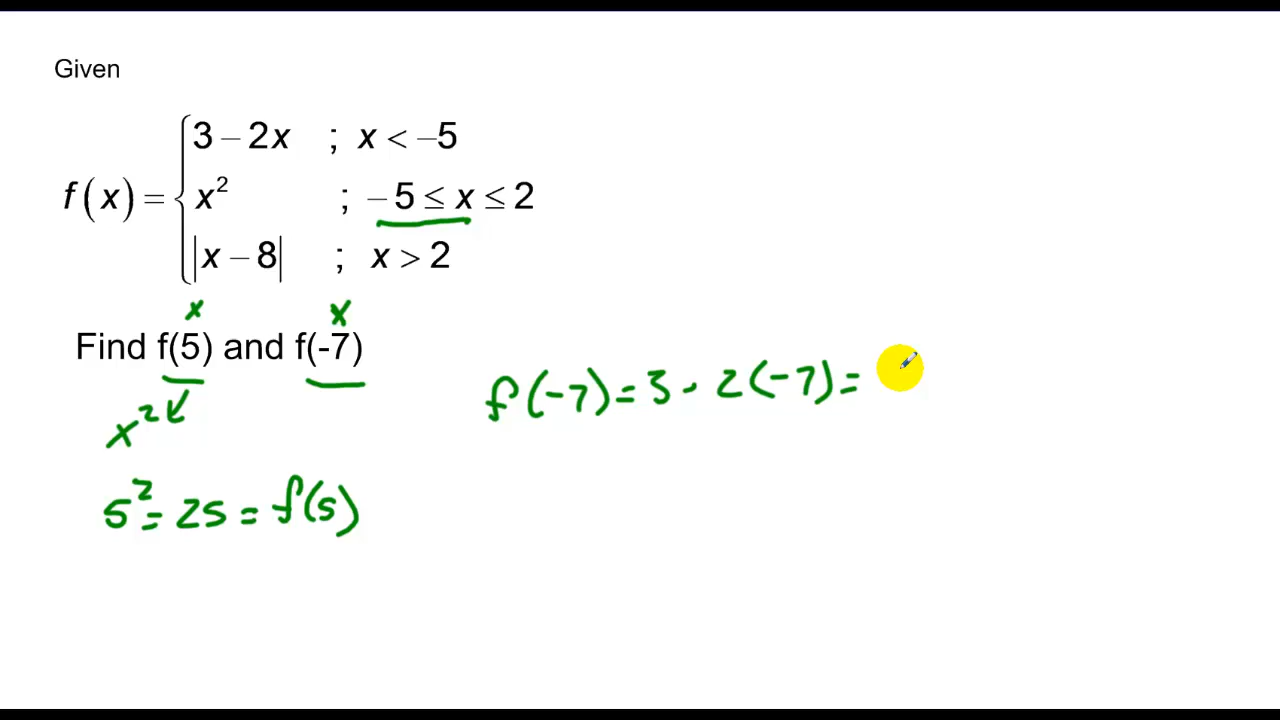 Given
3 – 2x ; x < –5
f(x) = { x² ; – 5 ≤ x ≤ 2
|x – 8| ; x > 2
x x
Find f(5) and f(-7)
x²
f(-7) = 3 - 2(-7) =
5² = 25 = f(5)